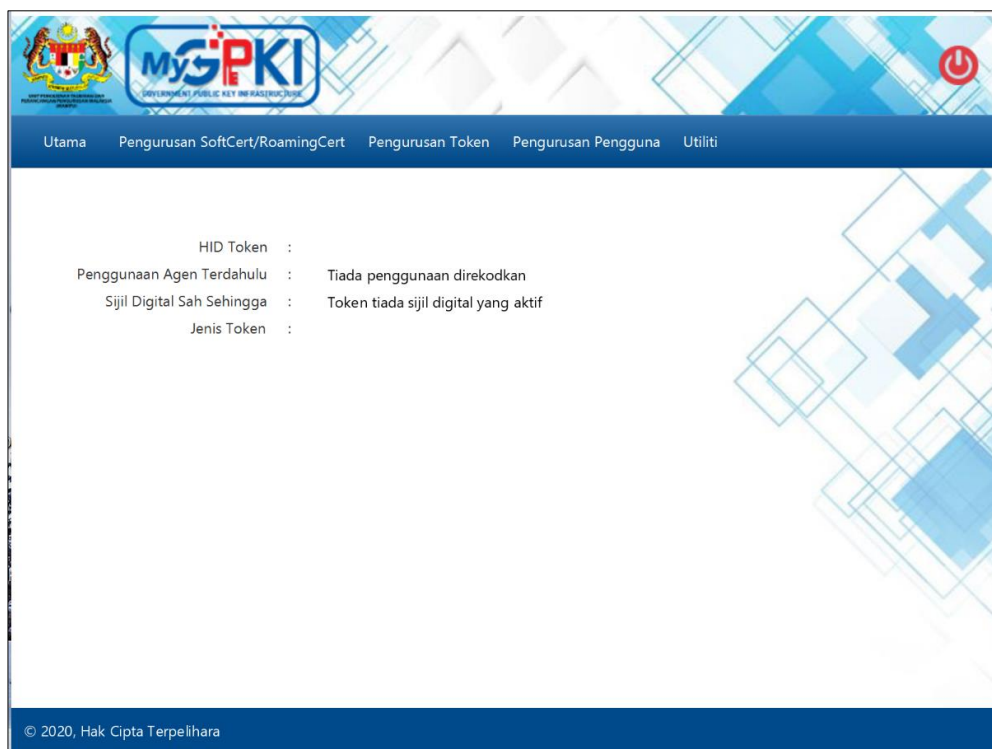 MyGPKI
GOVERNMENT PUBLIC KEY INFRASTRUCTURE
Utama Pengurusan SoftCert/RoamingCert Pengurusan Token Pengurusan Pengguna Utiliti
HID Token :
Penggunaan Agen Terdahulu : Tiada penggunaan direkodkan
Sijil Digital Sah Sehingga : Token tiada sijil digital yang aktif
Jenis Token :
© 2020, Hak Cipta Terpelihara